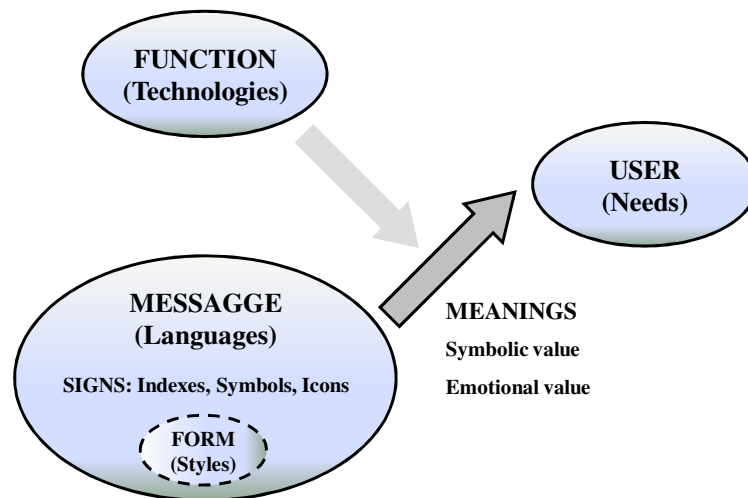 FUNCTION
(Technologies)
USER
(Needs)
MESSAGGE
(Languages)
SIGNS: Indexes, Symbols, Icons
FORM
(Styles)
MEANINGS
Symbolic value
Emotional value